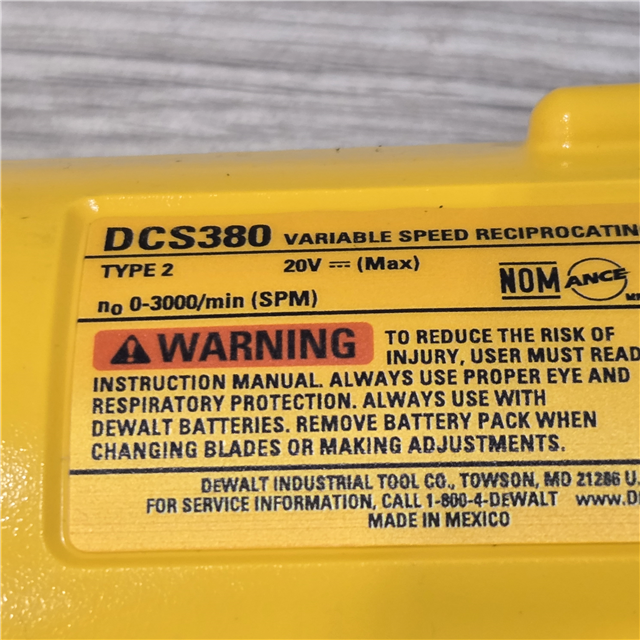 DCS380 VARIABLE SPEED RECIPROCATIN
TYPE 2 20V ⎓ (Max)
NOM ANCE
n₀ 0-3000/min (SPM)
WARNING TO REDUCE THE RISK OF
INJURY, USER MUST READ
INSTRUCTION MANUAL. ALWAYS USE PROPER EYE AND
RESPIRATORY PROTECTION. ALWAYS USE WITH
DEWALT BATTERIES. REMOVE BATTERY PACK WHEN
CHANGING BLADES OR MAKING ADJUSTMENTS.
DEWALT INDUSTRIAL TOOL CO., TOWSON, MD 21286 U.
FOR SERVICE INFORMATION, CALL 1-800-4-DEWALT www.D
MADE IN MEXICO